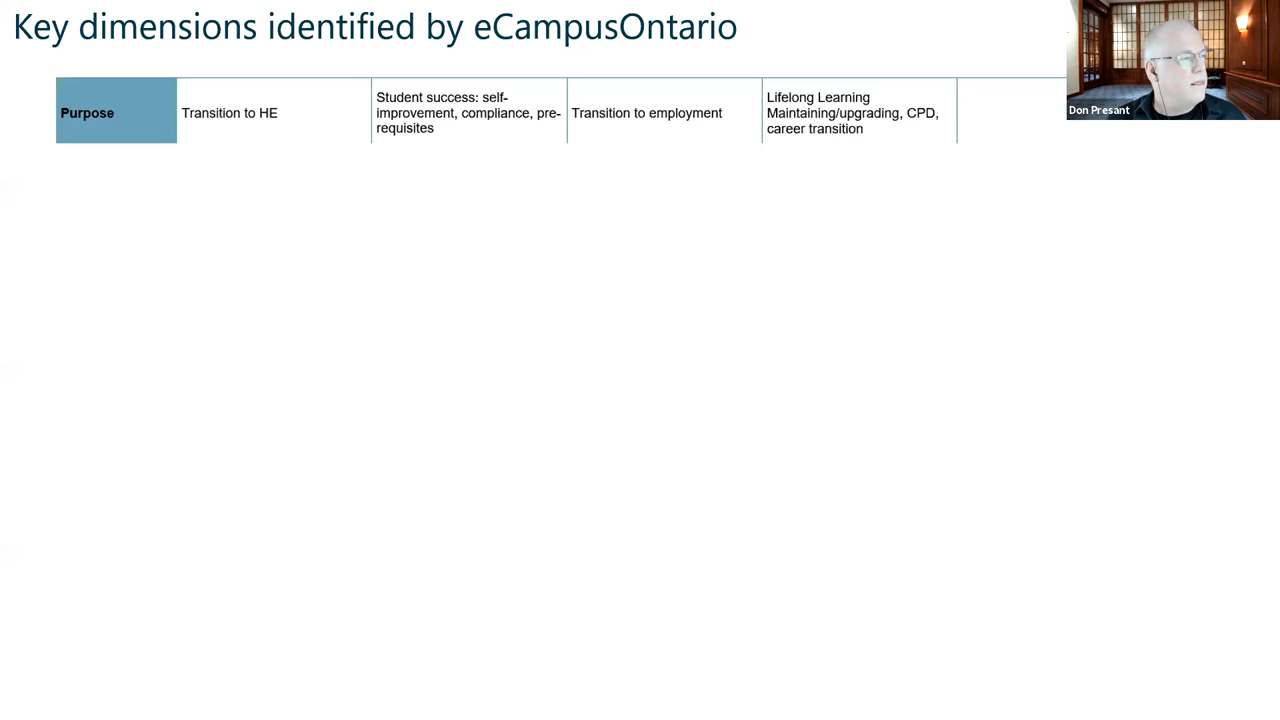 Key dimensions identified by eCampusOntario
Purpose
Transition to HE
Student success: self-
improvement, compliance, pre-
requisites
Transition to employment
Lifelong Learning
Maintaining/upgrading, CPD,
career transition
Don Presant